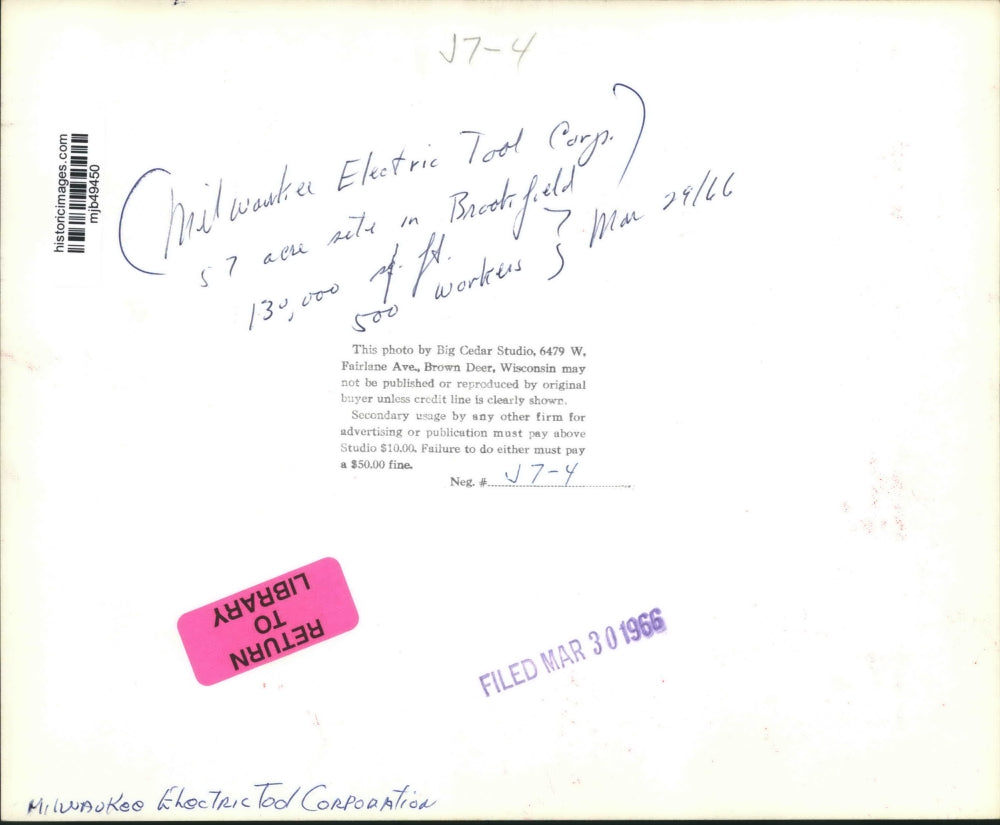 J7-4
historicimages.com
mjb49450
(Milwaukee Electric Tool Corp.)
57 acre site in Brookfield
130,000 sq. ft.
500 workers } Mar 29/66
This photo by Big Cedar Studio, 6479 W.
Fairlane Ave., Brown Deer, Wisconsin may
not be published or reproduced by original
buyer unless credit line is clearly shown.
Secondary usage by any other firm for
advertising or publication must pay above
Studio $10.00. Failure to do either must pay
a $50.00 fine.
Neg. # J7-4
RETURN
TO
LIBRARY
FILED MAR 30 1966
MILWAUKEE ELECTRIC TOOL CORPORATION